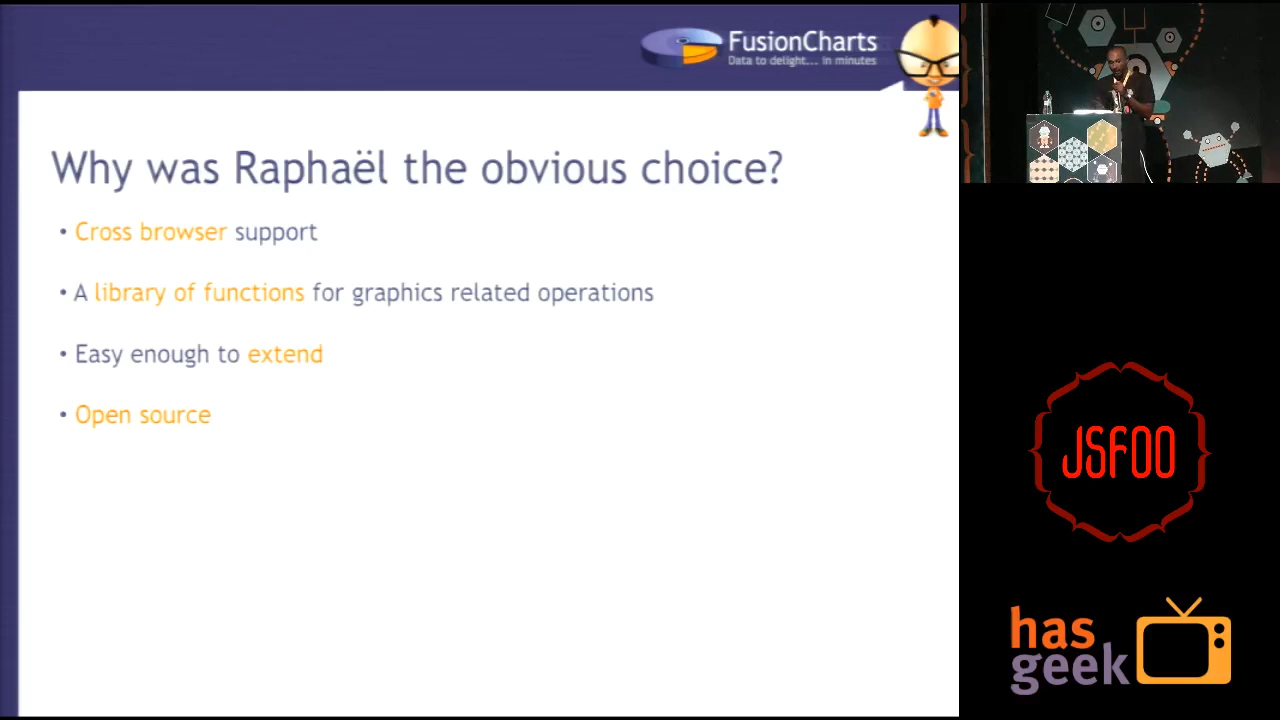 FusionCharts
Data to delight... in minutes
Why was Raphaël the obvious choice?
• Cross browser support
• A library of functions for graphics related operations
• Easy enough to extend
• Open source
JSFOO
has
geek